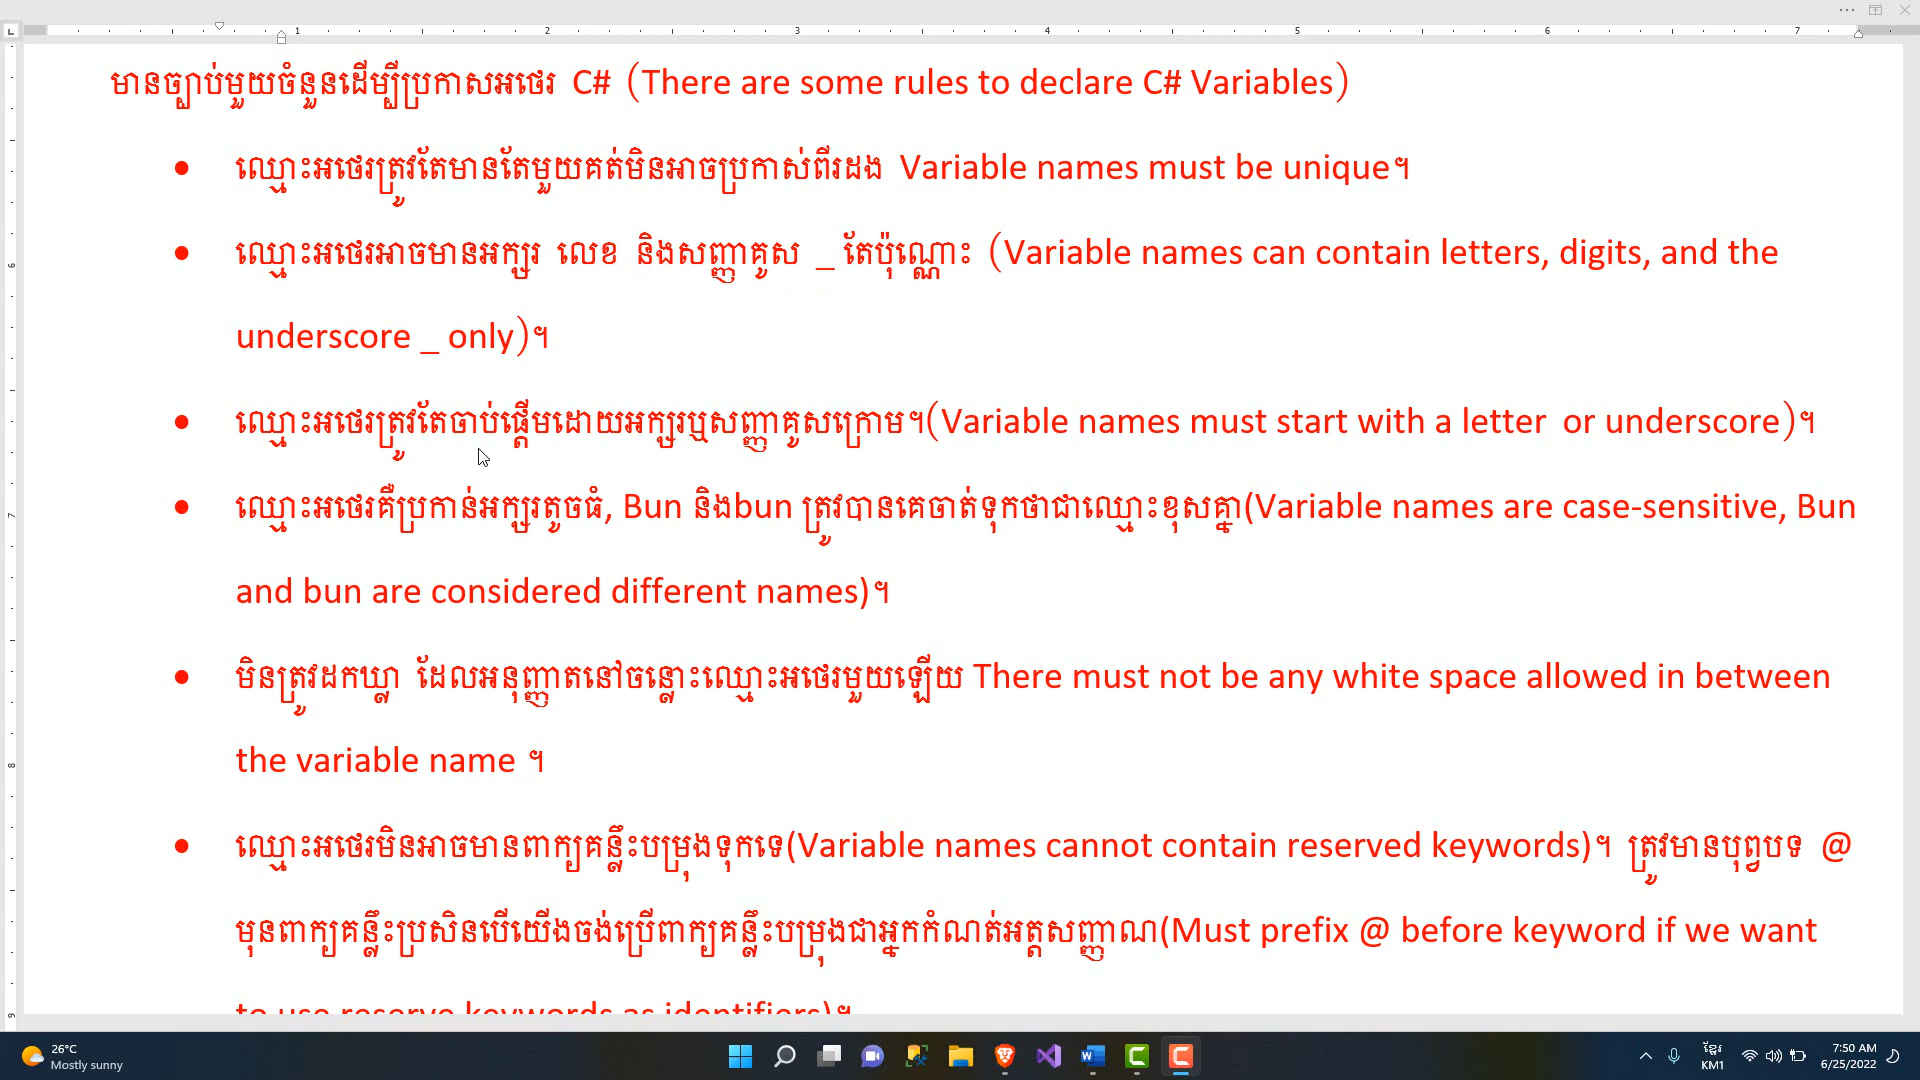 1 2 3 4 5 6 7
មានច្បាប់មួយចំនួនដើម្បីប្រកាសអថេរ C# (There are some rules to declare C# Variables)
ឈ្មោះអថេរត្រូវតែមានតែមួយគត់មិនអាចប្រកាស់ពីរដង Variable names must be unique។
ឈ្មោះអថេរអាចមានអក្សរ លេខ និងសញ្ញាគូស _ តែប៉ុណ្ណោះ (Variable names can contain letters, digits, and the
underscore _ only)។
ឈ្មោះអថេរត្រូវតែចាប់ផ្តើមដោយអក្សរឬសញ្ញាគូសក្រោម។(Variable names must start with a letter or underscore)។
ឈ្មោះអថេរគឺប្រកាន់អក្សរតូចធំ, Bun និងbun ត្រូវបានគេចាត់ទុកថាជាឈ្មោះខុសគ្នា(Variable names are case-sensitive, Bun
and bun are considered different names)។
មិនត្រូវដកឃ្លា ដែលអនុញ្ញាតនៅចន្លោះឈ្មោះអថេរមួយឡើយ There must not be any white space allowed in between
the variable name ។
ឈ្មោះអថេរមិនអាចមានពាក្យគន្លឹះបម្រុងទុកទេ(Variable names cannot contain reserved keywords)។ ត្រូវមានបុព្វបទ @
មុនពាក្យគន្លឹះប្រសិនបើយើងចង់ប្រើពាក្យគន្លឹះបម្រុងជាអ្នកកំណត់អត្តសញ្ញាណ(Must prefix @ before keyword if we want
to use reserve keywords as identifiers)។
26°C
Mostly sunny
ខ្មែរ
KM1
7:50 AM
6/25/2022